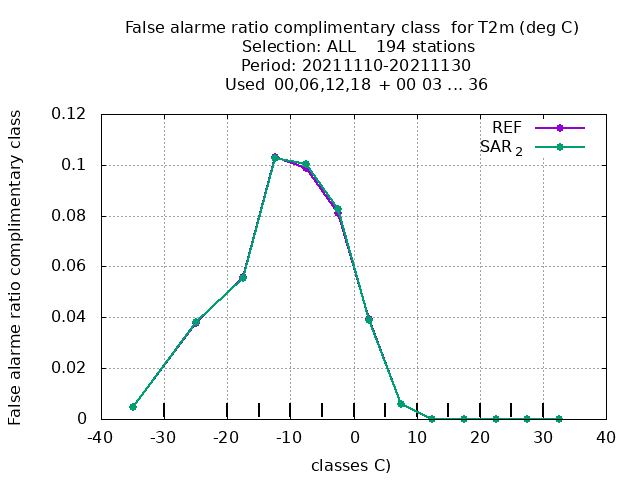 False alarme ratio complimentary class  for T2m (deg C)
Selection: ALL    194 stations
Period: 20211110-20211130
Used  00,06,12,18  + 00 03 ... 36
False alarme ratio complimentary class
0.12
0.1
0.08
0.06
0.04
0.02
0
REF
SAR 2
-40 -30 -20 -10 0 10 20 30 40
classes C)